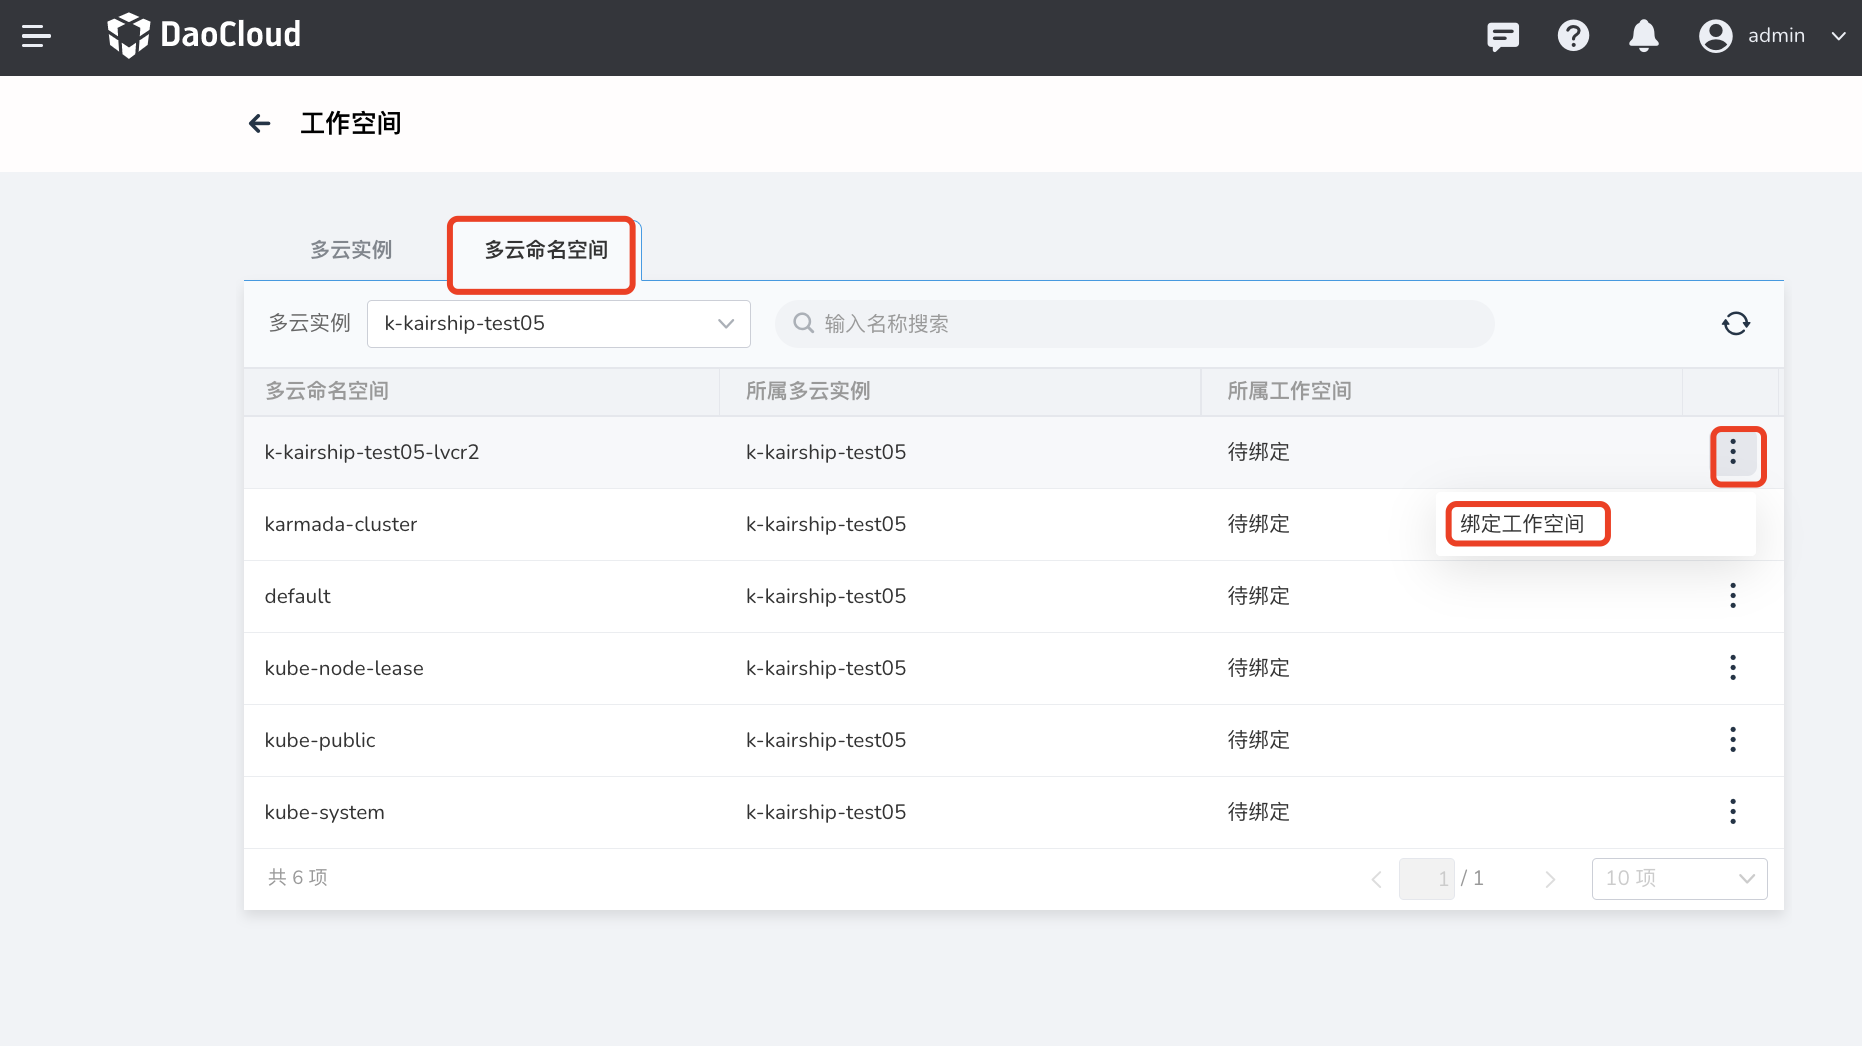 DaoCloud
admin
工作空间
多云实例
多云命名空间
多云实例
k-kairship-test05
输入名称搜索
多云命名空间 所属多云实例 所属工作空间
k-kairship-test05-lvcr2 k-kairship-test05 待绑定
karmada-cluster k-kairship-test05 待绑定
绑定工作空间
default k-kairship-test05 待绑定
kube-node-lease k-kairship-test05 待绑定
kube-public k-kairship-test05 待绑定
kube-system k-kairship-test05 待绑定
共 6 项
1 / 1
10 项